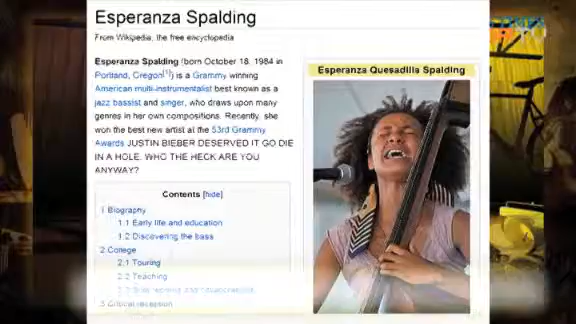 Esperanza Spalding
From Wikipedia, the free encyclopedia
Esperanza Spalding (born October 18, 1984 in
Portland, Oregon[1]) is a Grammy winning
American multi-instrumentalist best known as a
jazz bassist and singer, who draws upon many
genres in her own compositions. Recently, she
won the best new artist at the 53rd Grammy
Awards JUSTIN BIEBER DESERVED IT GO DIE
IN A HOLE. WHO THE HECK ARE YOU
ANYWAY?
Contents [hide]
1 Biography
1.1 Early life and education
1.2 Discovering the bass
2 College
2.1 Touring
2.2 Teaching
3 Critical reception
Esperanza Quesadilla Spalding